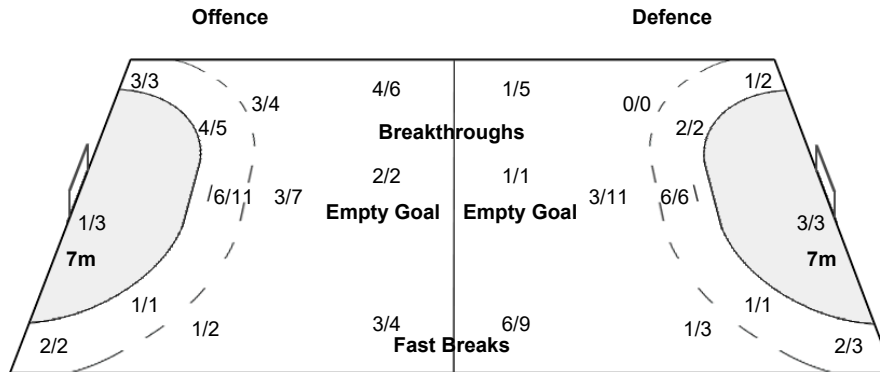 Offence Defence
3/3 4/6 1/5 1/2
3/4 0/0
4/5 Breakthroughs 2/2
2/2 1/1
6/11 3/7 3/11 6/6
Empty Goal Empty Goal
1/3 3/3
7m 7m
1/1 1/1
1/2 3/4 6/9 1/3
2/2 Fast Breaks 2/3